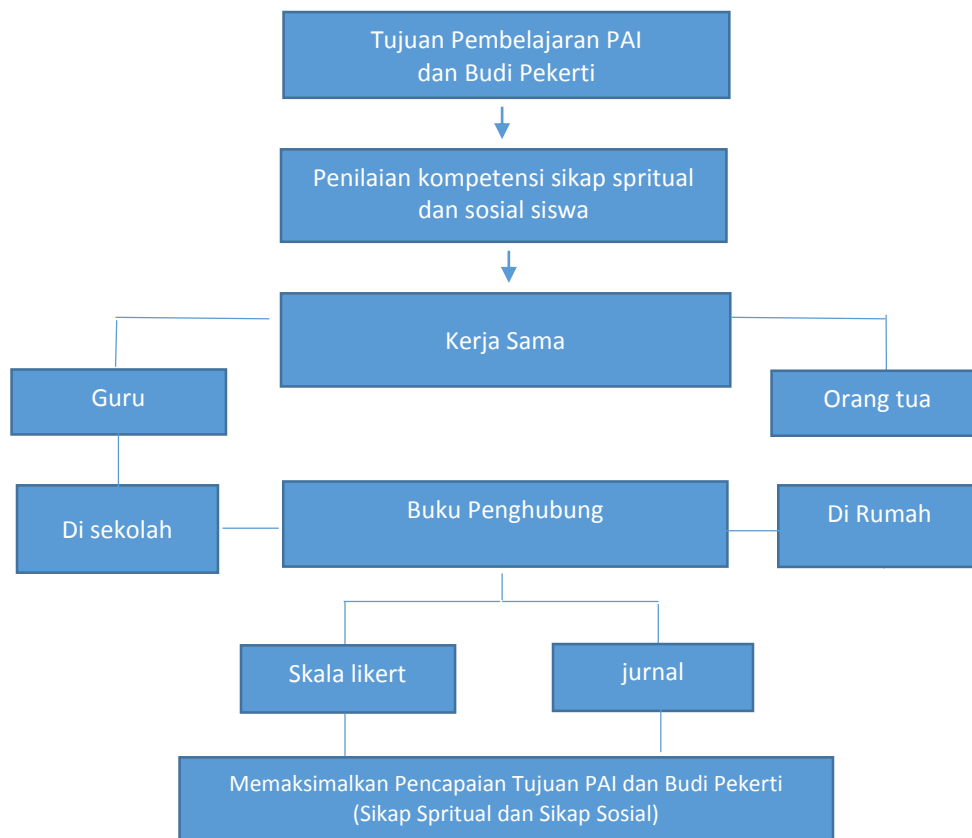 Tujuan Pembelajaran PAI
dan Budi Pekerti
Penilaian kompetensi sikap spritual
dan sosial siswa
Kerja Sama
Guru
Orang tua
Di sekolah
Buku Penghubung
Di Rumah
Skala likert
jurnal
Memaksimalkan Pencapaian Tujuan PAI dan Budi Pekerti
(Sikap Spritual dan Sikap Sosial)